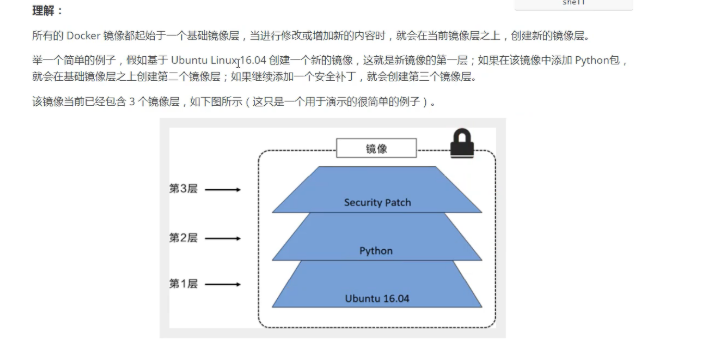 shell
理解：
所有的 Docker 镜像都起始于一个基础镜像层，当进行修改或增加新的内容时，就会在当前镜像层之上，创建新的镜像层。
举一个简单的例子，假如基于 Ubuntu Linux 16.04 创建一个新的镜像，这就是新镜像的第一层；如果在该镜像中添加 Python包，
就会在基础镜像层之上创建第二个镜像层；如果继续添加一个安全补丁，就会创建第三个镜像层。
该镜像当前已经包含 3 个镜像层，如下图所示（这只是一个用于演示的很简单的例子）。
镜像
第3层
Security Patch
第2层
Python
第1层
Ubuntu 16.04